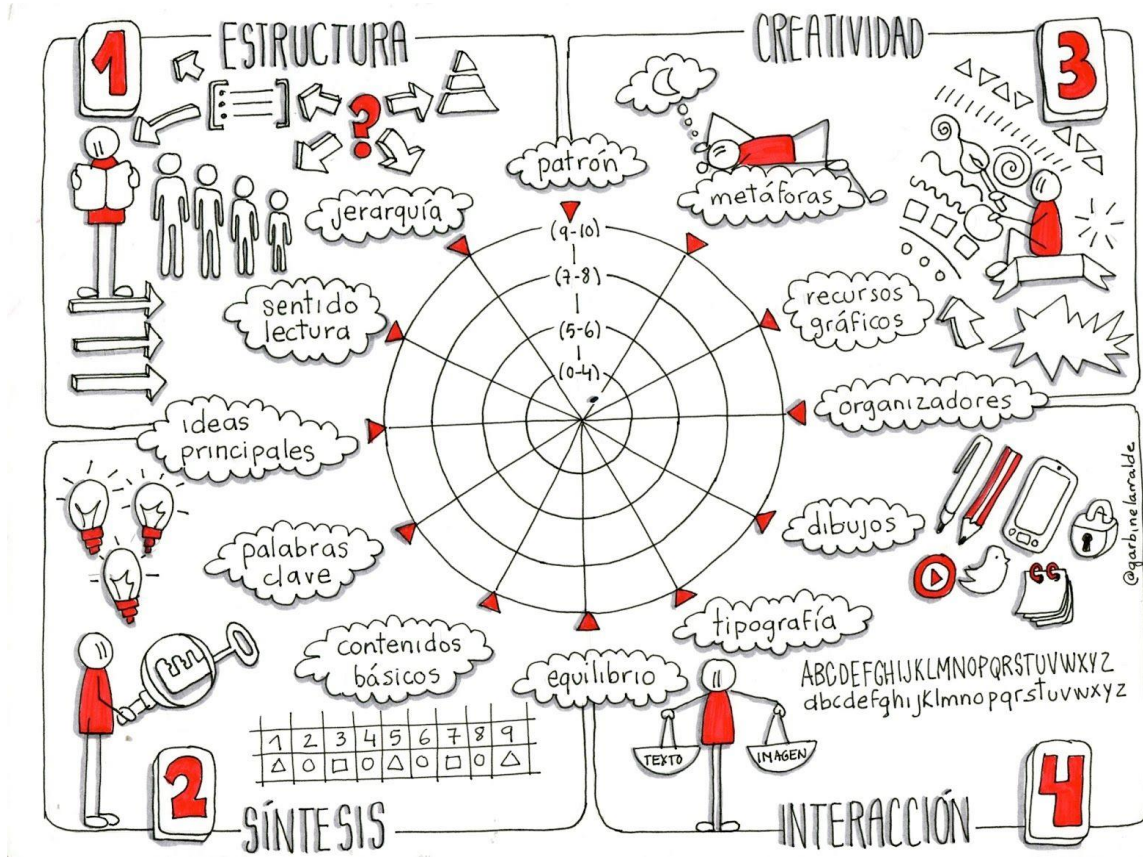 1
ESTRUCTURA
?
patrón
jerarquía
sentido
lectura
ideas
principales
CREATIVIDAD
3
metáforas
recursos
gráficos
organizadores
(9-10)
(7-8)
(5-6)
(0-4)
palabras
clave
contenidos
básicos
equilibrio
1 2 3 4 5 6 7 8 9
2
SÍNTESIS
dibujos
tipografía
ABCDEFGHIJKLMNOPQRSTUVWXYZ
abcdefghijklmnopqrstuvwxyz
TEXTO
IMAGEN
INTERACCIÓN
4
@garbinelarralde